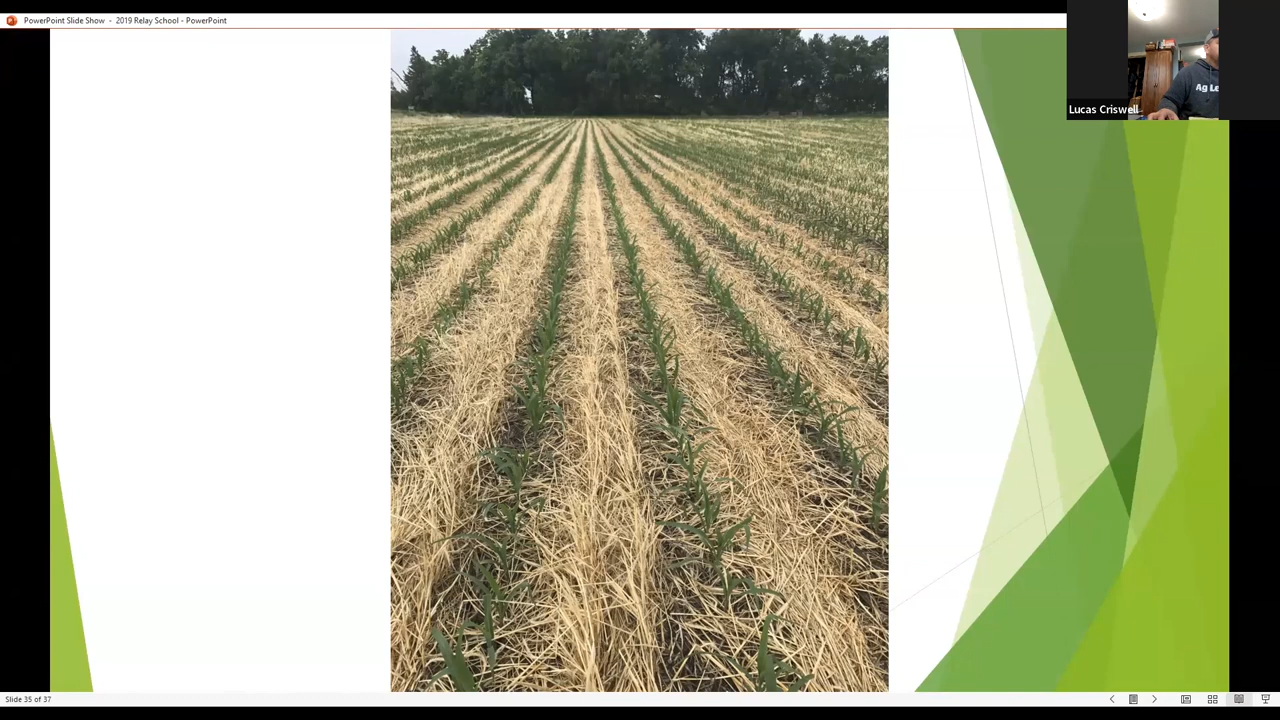 PowerPoint Slide Show - 2019 Relay School - PowerPoint
Lucas Criswell
Ag Le
Slide 35 of 37